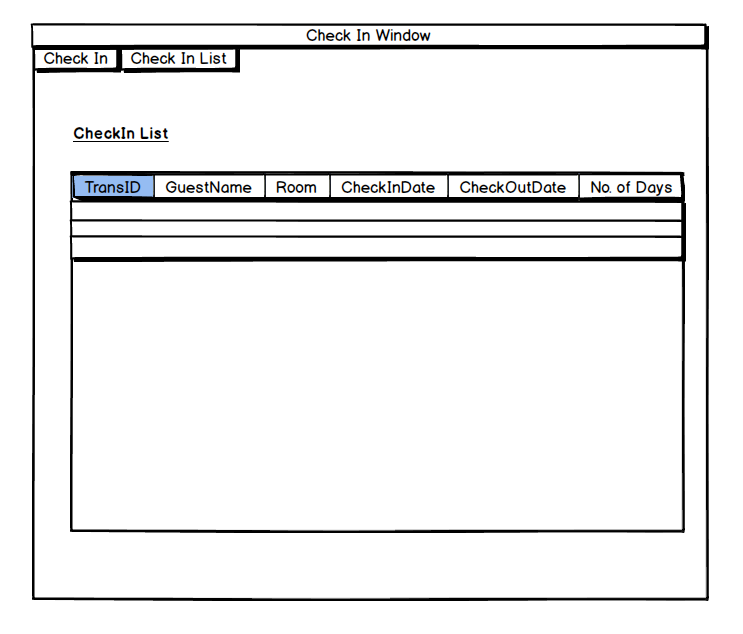 Check In Window
Check In Check In List
CheckIn List
TransID GuestName Room CheckInDate CheckOutDate No. of Days